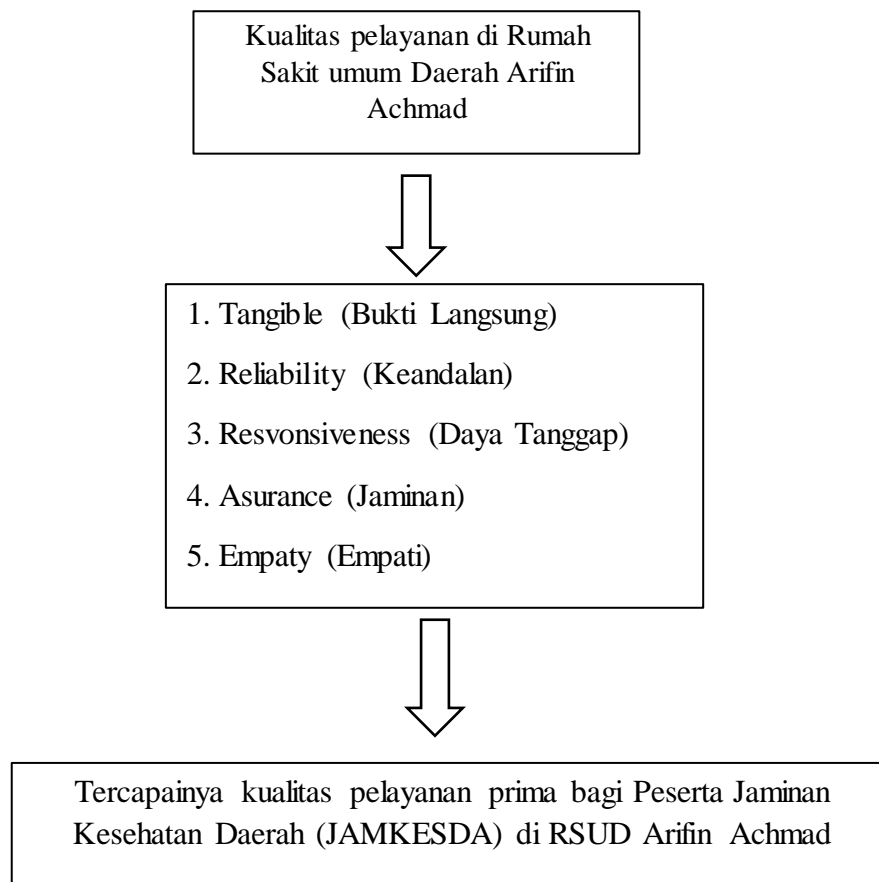 Kualitas pelayanan di Rumah
Sakit umum Daerah Arifin
Achmad
1. Tangible (Bukti Langsung)
2. Reliability (Keandalan)
3. Resvonsiveness (Daya Tanggap)
4. Asurance (Jaminan)
5. Empaty (Empati)
Tercapainya kualitas pelayanan prima bagi Peserta Jaminan
Kesehatan Daerah (JAMKESDA) di RSUD Arifin Achmad